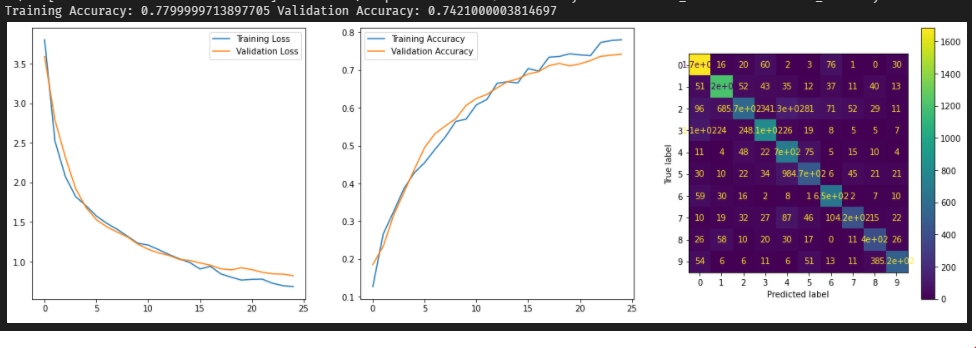 Training Accuracy: 0.7799999713897705 Validation Accuracy: 0.7421000003814697
Training Loss
Validation Loss
3.5
3.0
2.5
2.0
1.5
1.0
0 5 10 15 20 25
Training Accuracy
Validation Accuracy
0.8
0.7
0.6
0.5
0.4
0.3
0.2
0.1
0 5 10 15 20 25
True label
0 16 20 60 2 3 76 1 0 30
1 51 52 43 35 12 37 11 40 13
2 96 71 52 29 11
3 19 8 5 5 7
4 11 4 48 22 75 5 15 10 4
5 30 10 22 34 6 45 21 21
6 59 30 16 2 8 1 2 7 10
7 10 19 32 27 87 46 15 22
8 26 58 10 20 30 17 0 11 4e+02 26
9 54 6 6 11 6 51 13 11
0 1 2 3 4 5 6 7 8 9
Predicted label
1600
1400
1200
1000
800
600
400
200
0